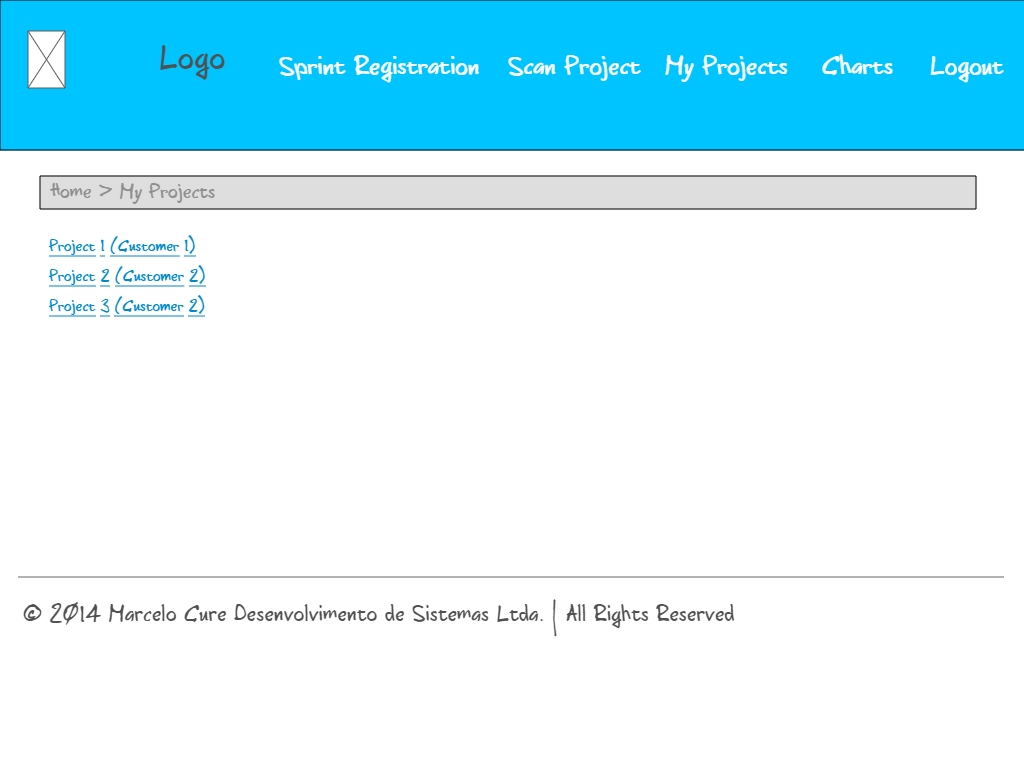 Logo
Sprint Registration Scan Project My Projects Charts Logout
Home > My Projects
Project 1 (Customer 1)
Project 2 (Customer 2)
Project 3 (Customer 2)
© 2014 Marcelo Cure Desenvolvimento de Sistemas Ltda. | All Rights Reserved